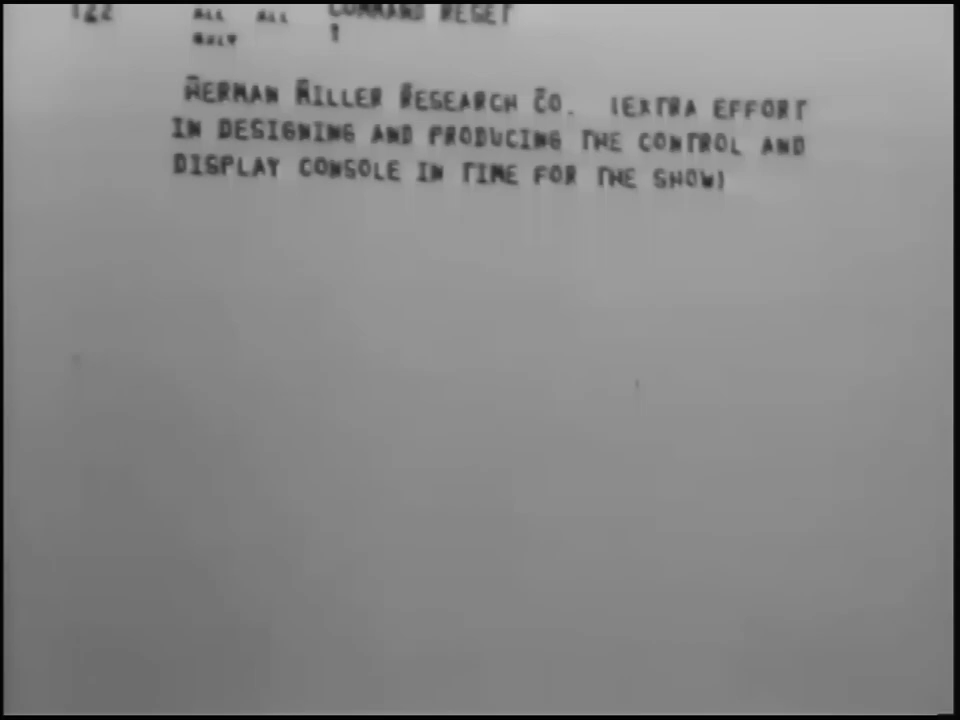 122 ALL ALL COMMAND RESET
HERMAN MILLER RESEARCH CO. (EXTRA EFFORT
IN DESIGNING AND PRODUCING THE CONTROL AND
DISPLAY CONSOLE IN TIME FOR THE SHOW)